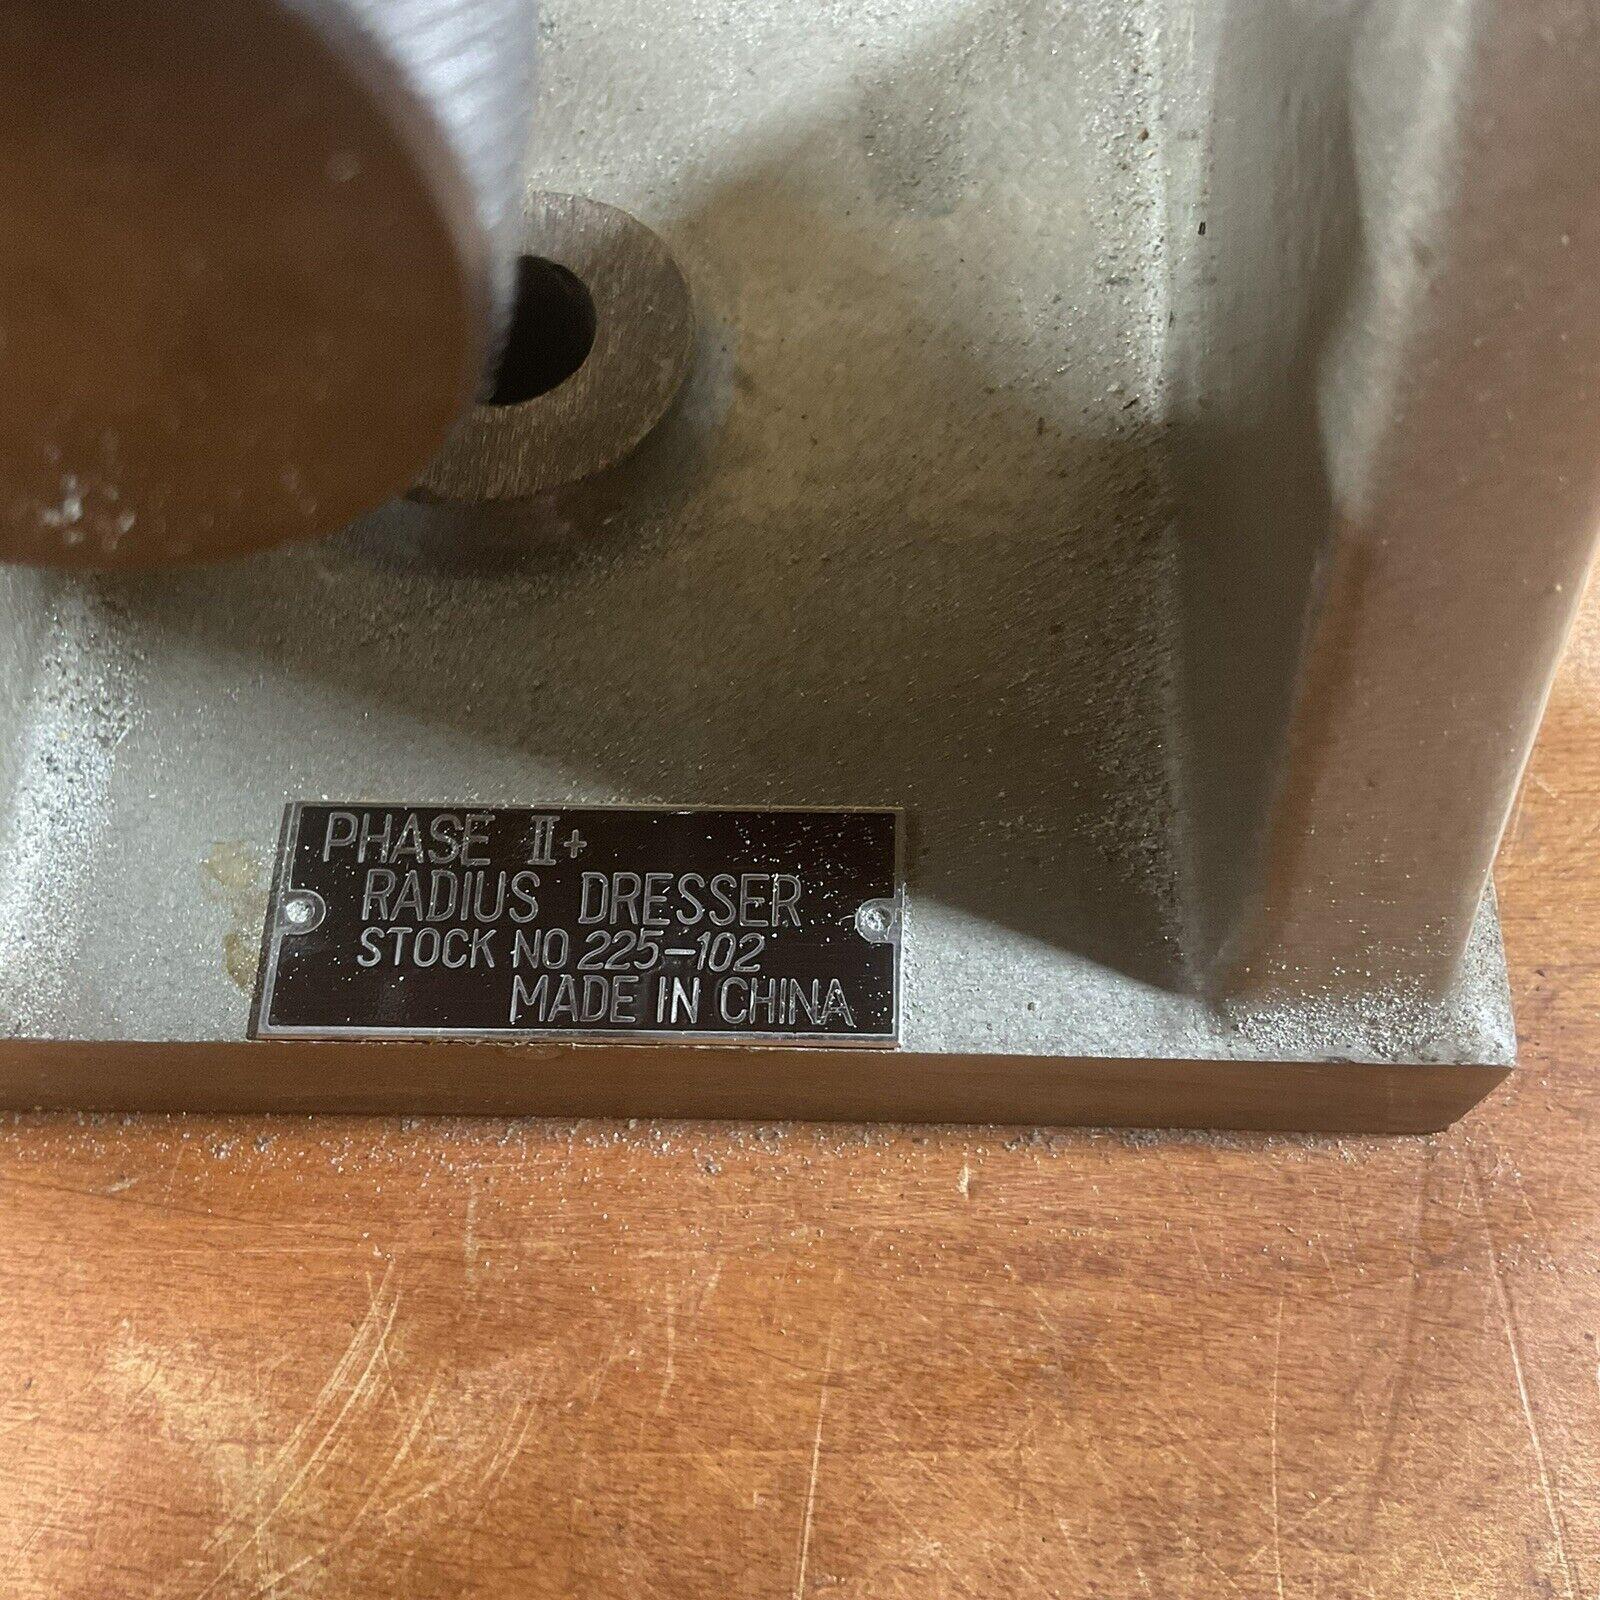 PHASE II+
RADIUS DRESSER
STOCK NO 225-102
MADE IN CHINA